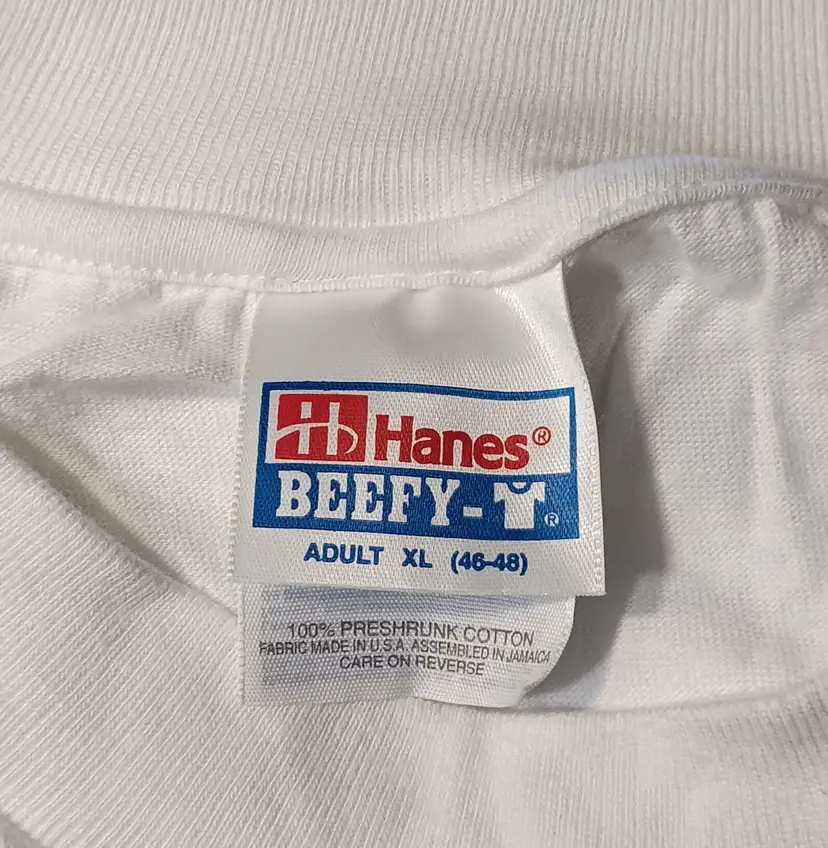 Hanes®
BEEFY-
®
ADULT XL (46-48)
100% PRESHRUNK COTTON
FABRIC MADE IN U.S.A. ASSEMBLED IN JAMAICA
CARE ON REVERSE